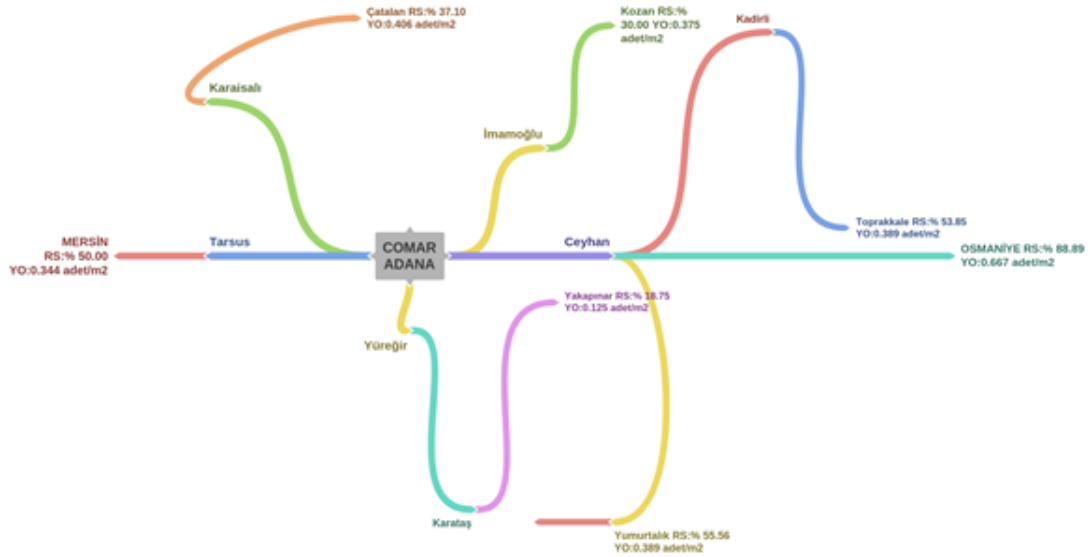 Çatalan RS:% 37.10
YO:0.406 adet/m2
Kozan RS:%
30.00 YO:0.375
adet/m2
Kadirli
Karaisalı
İmamoğlu
Toprakkale RS:% 53.85
YO:0.389 adet/m2
MERSİN
RS:% 50.00
YO:0.344 adet/m2
Tarsus
COMAR
ADANA
Ceyhan
OSMANİYE RS:% 88.89
YO:0.667 adet/m2
Yakapınar RS:% 18.75
YO:0.125 adet/m2
Yüreğir
Karataş
Yumurtalık RS:% 55.56
YO:0.389 adet/m2